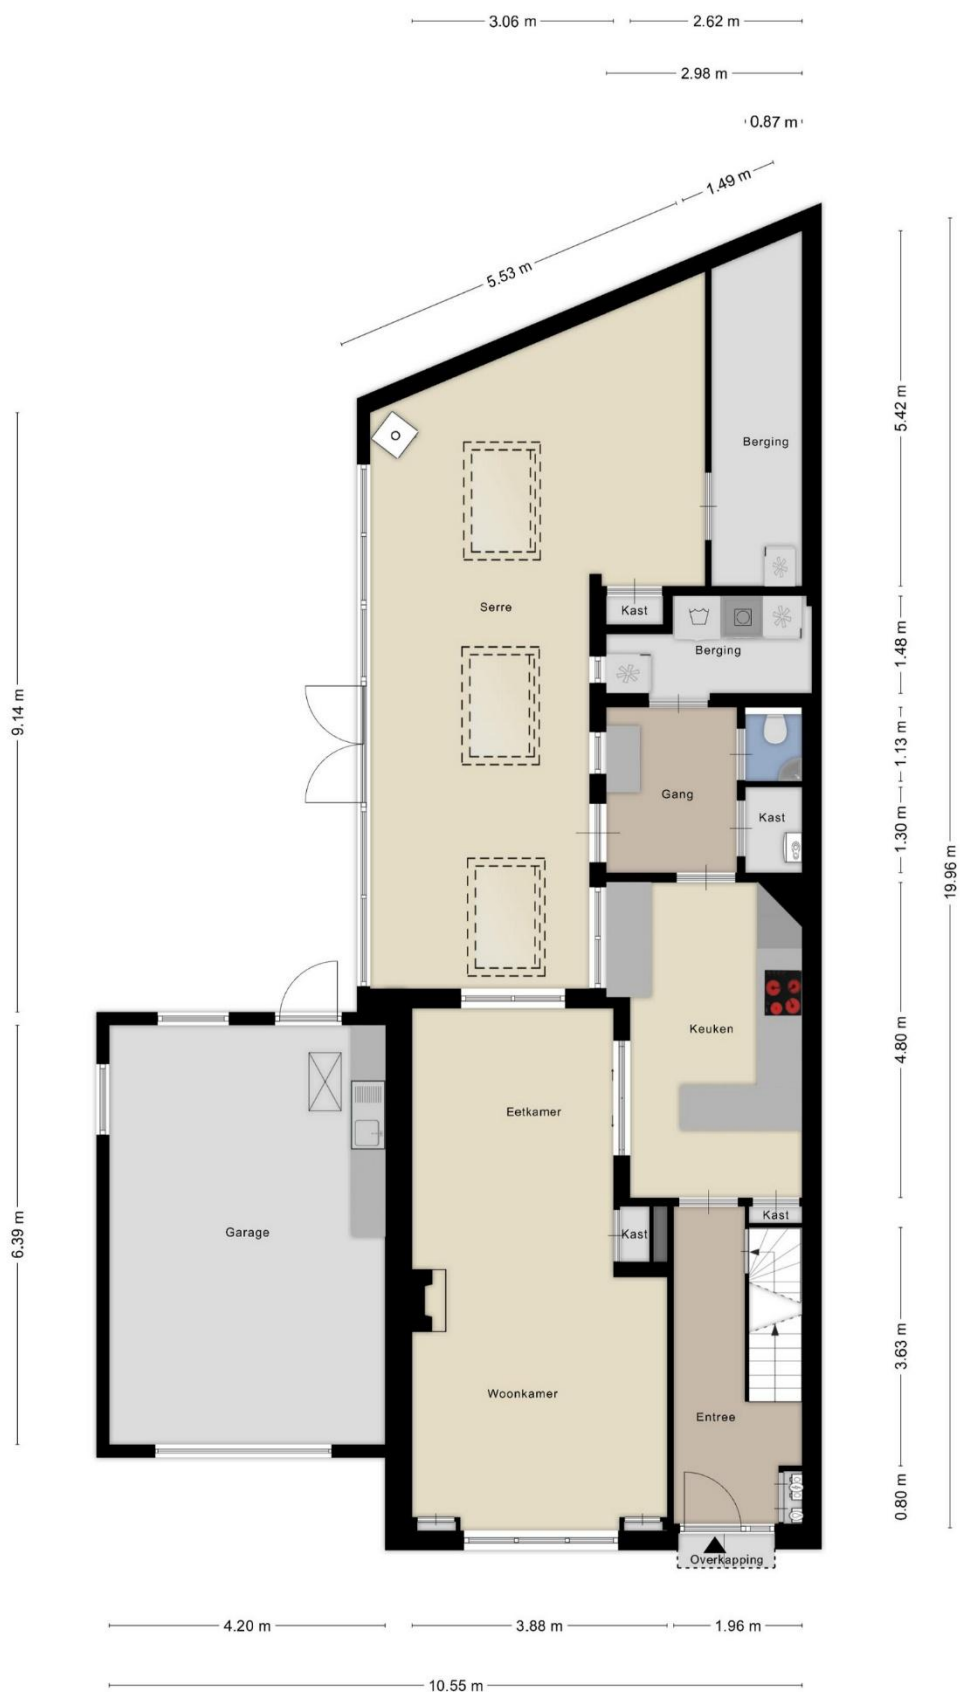 3.06 m
2.62 m
2.98 m
0.87 m
1.49 m
5.53 m
5.42 m
Berging
Serre
Kast
Berging
1.48 m
9.14 m
1.13 m
Gang
Kast
1.30 m
19.96 m
Keuken
4.80 m
Eetkamer
Garage
Kast
Kast
6.39 m
3.63 m
Woonkamer
Entree
0.80 m
Overkapping
4.20 m
3.88 m
1.96 m
10.55 m